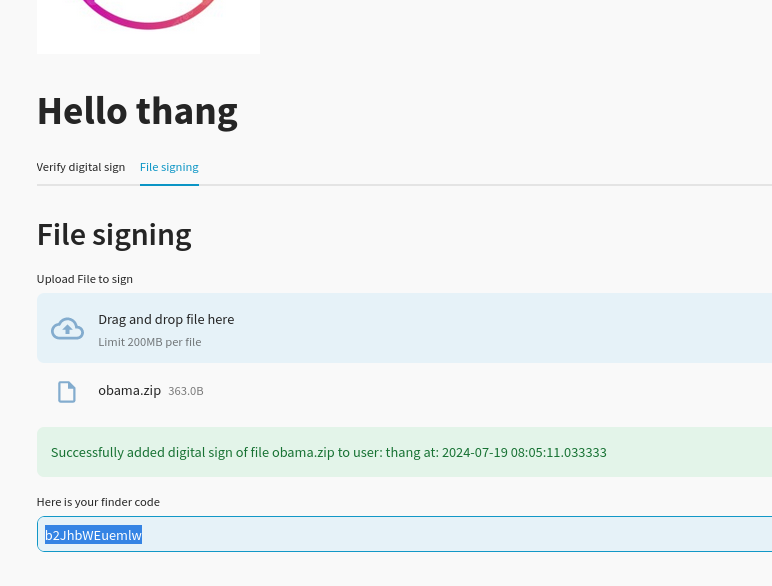 Hello thang
Verify digital sign File signing
File signing
Upload File to sign
Drag and drop file here
Limit 200MB per file
obama.zip 363.0B
Successfully added digital sign of file obama.zip to user: thang at: 2024-07-19 08:05:11.033333
Here is your finder code
b2JhbWEuemlw